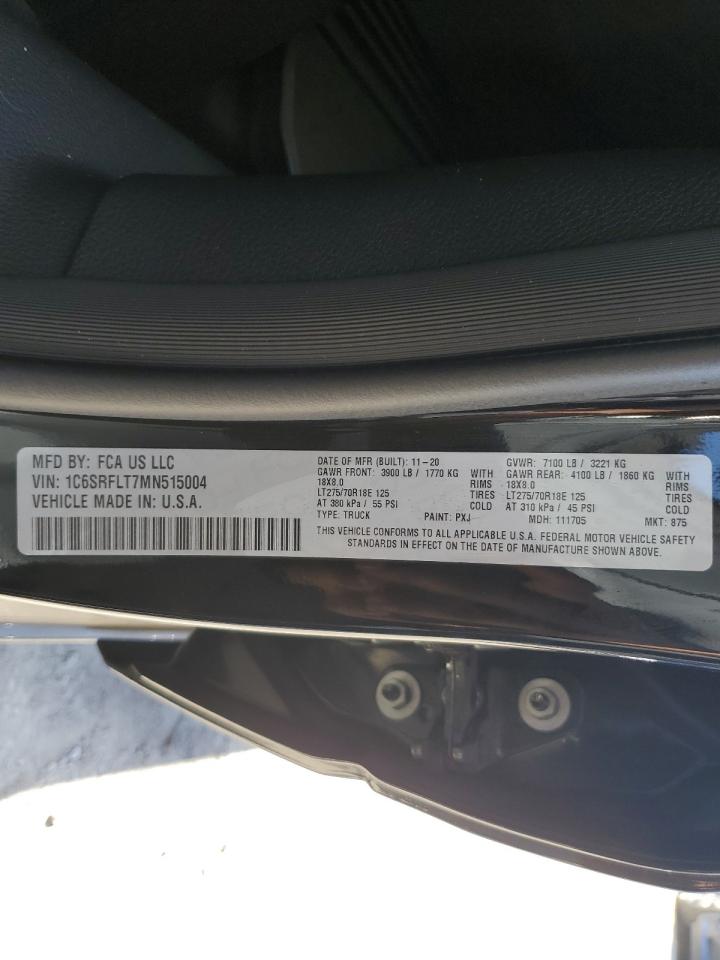 MFD BY: FCA US LLC
VIN: 1C6SRFLT7MN515004
VEHICLE MADE IN: U.S.A.
DATE OF MFR (BUILT): 11-20
GAWR FRONT: 3900 LB / 1770 KG WITH
18X8.0 RIMS
LT275/70R18E 125 TIRES
AT 380 kPa / 55 PSI COLD
TYPE: TRUCK PAINT: PXJ
GVWR: 7100 LB / 3221 KG
GAWR REAR: 4100 LB / 1860 KG WITH
18X8.0 RIMS
LT275/70R18E 125 TIRES
AT 310 kPa / 45 PSI COLD
MDH: 111705 MKT: 875
THIS VEHICLE CONFORMS TO ALL APPLICABLE U.S.A. FEDERAL MOTOR VEHICLE SAFETY
STANDARDS IN EFFECT ON THE DATE OF MANUFACTURE SHOWN ABOVE.